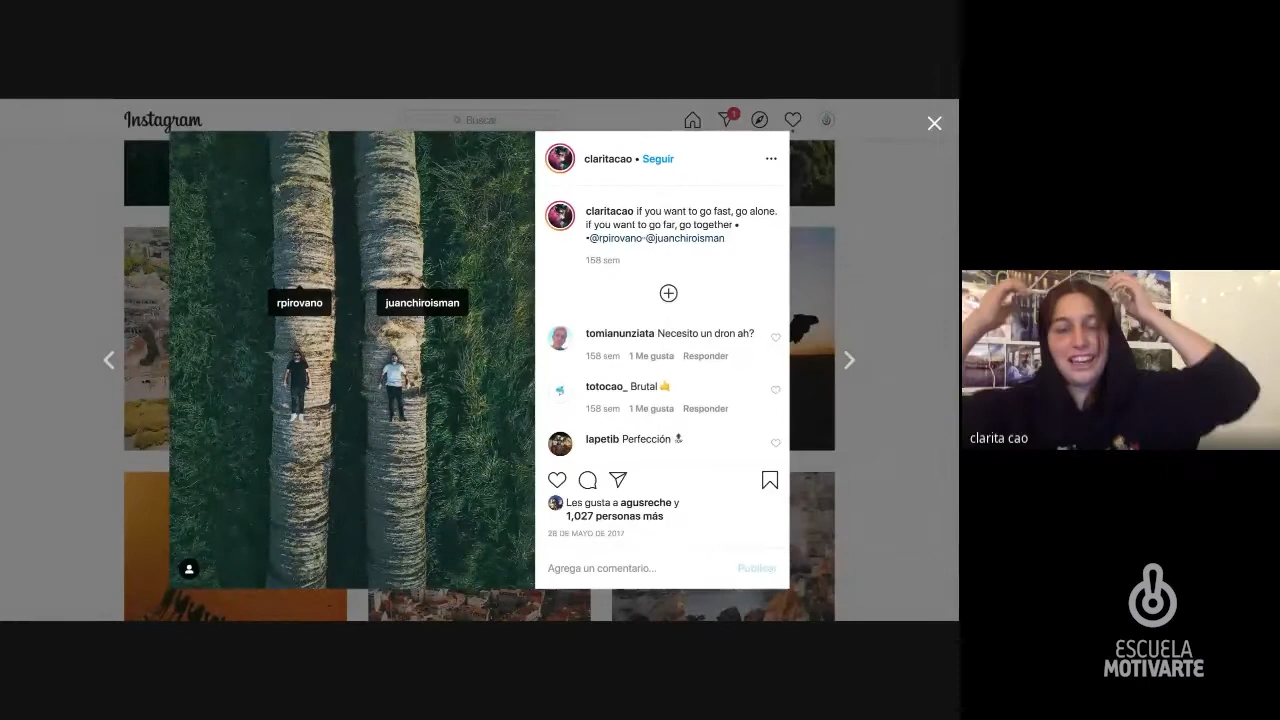 Instagram
Buscar
1
claritacao • Seguir
claritacao if you want to go fast, go alone.
if you want to go far, go together •
•@rpirovano-@juanchiroisman
158 sem
rpirovano
juanchiroisman
tomianunziata Necesito un dron ah?
158 sem 1 Me gusta Responder
totocao_ Brutal 🤙
158 sem 1 Me gusta Responder
lapetib Perfección
Les gusta a agusreche y
1,027 personas más
28 DE MAYO DE 2017
Agrega un comentario... Publicar
clarita cao
ESCUELA
MOTIVARTE